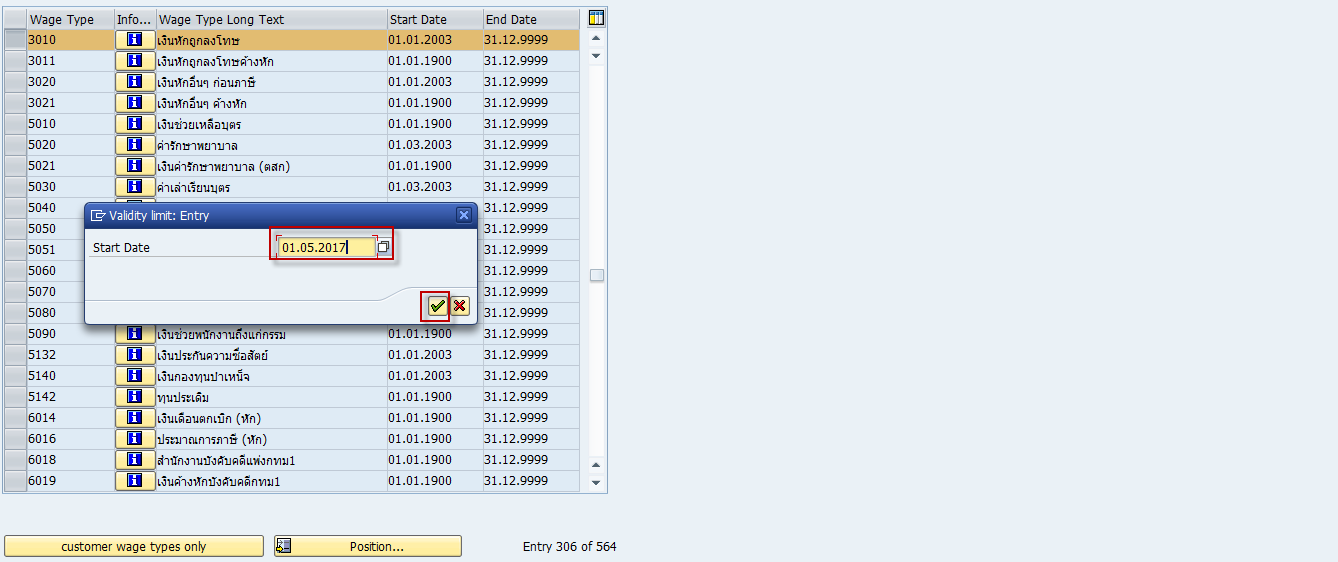 Wage Type Info... Wage Type Long Text Start Date End Date
3010 เงินหักถูกลงโทษ 01.01.2003 31.12.9999
3011 เงินหักถูกลงโทษค้างหัก 01.01.1900 31.12.9999
3020 เงินหักอื่นๆ ก่อนภาษี 01.01.2003 31.12.9999
3021 เงินหักอื่นๆ ค้างหัก 01.01.1900 31.12.9999
5010 เงินช่วยเหลือบุตร 01.01.1900 31.12.9999
5020 ค่ารักษาพยาบาล 01.03.2003 31.12.9999
5021 เงินค่ารักษาพยาบาล (ตสก) 01.01.1900 31.12.9999
5030 ค่าเล่าเรียนบุตร 01.03.2003 31.12.9999
5040 31.12.9999
Validity limit: Entry
5050 31.12.9999
Start Date 01.05.2017
5051 31.12.9999
5060 31.12.9999
5070 31.12.9999
5080 31.12.9999
5090 เงินช่วยพนักงานถึงแก่กรรม 01.01.1900 31.12.9999
5132 เงินประกันความซื่อสัตย์ 01.01.2003 31.12.9999
5140 เงินกองทุนบำเหน็จ 01.01.2003 31.12.9999
5142 ทุนประเดิม 01.01.1900 31.12.9999
6014 เงินเดือนตกเบิก (หัก) 01.01.1900 31.12.9999
6016 ประมาณการภาษี (หัก) 01.01.1900 31.12.9999
6018 สำนักงานบังคับคดีแพ่งกทม1 01.01.1900 31.12.9999
6019 เงินค้างหักบังคับคดีกทม1 01.01.1900 31.12.9999
customer wage types only Position... Entry 306 of 564